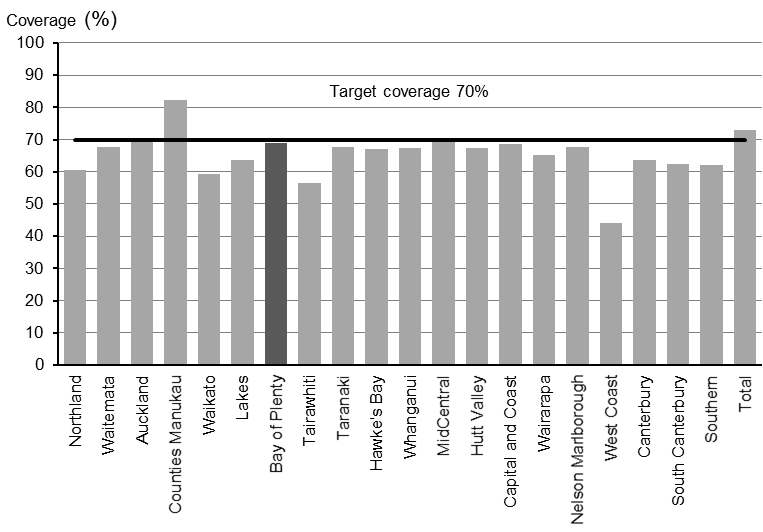 Coverage (%)
100
90
80
70
60
50
40
30
20
10
0
Target coverage 70%
Northland
Waitemata
Auckland
Counties Manukau
Waikato
Lakes
Bay of Plenty
Tairawhiti
Taranaki
Hawke's Bay
Whanganui
MidCentral
Hutt Valley
Capital and Coast
Wairarapa
Nelson Marlborough
West Coast
Canterbury
South Canterbury
Southern
Total